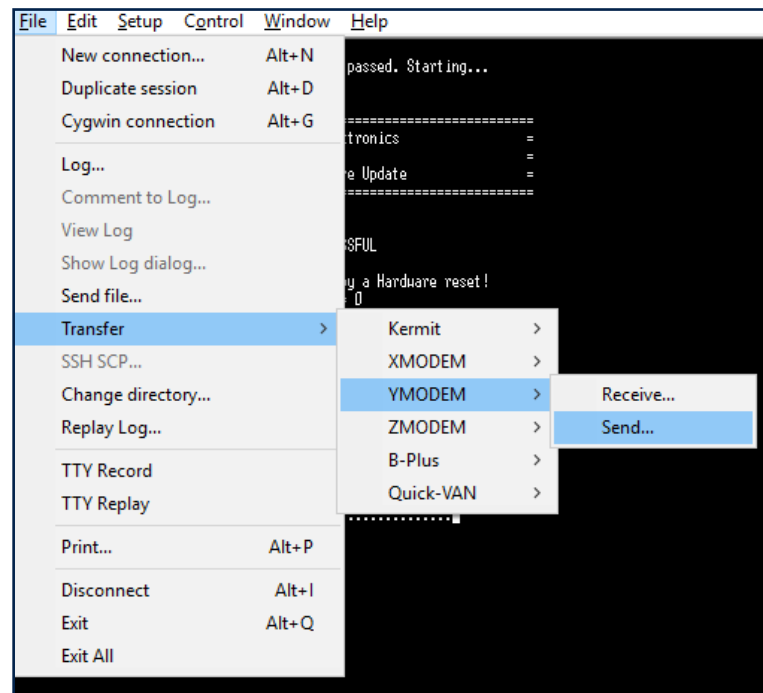 File Edit Setup Control Window Help
New connection... Alt+N
Duplicate session Alt+D
Cygwin connection Alt+G
Log...
Comment to Log...
View Log
Show Log dialog...
Send file...
Transfer >
SSH SCP...
Change directory...
Replay Log...
TTY Record
TTY Replay
Print... Alt+P
Disconnect Alt+I
Exit Alt+Q
Exit All
Kermit >
XMODEM >
YMODEM >
ZMODEM >
B-Plus >
Quick-VAN >
Receive...
Send...
passed. Starting...
==========================
tronics =
=
re Update =
==========================
SSFUL
by a Hardware reset!
= 0
..............